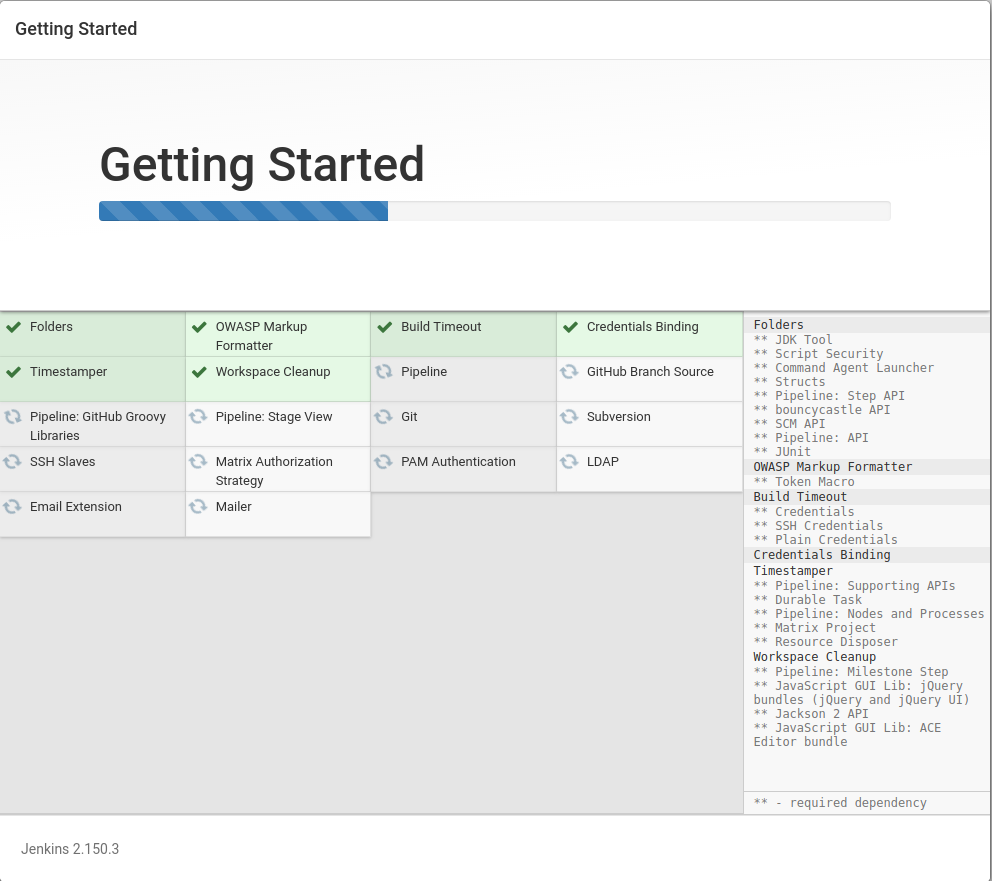 Getting Started
Getting Started
Folders
OWASP Markup
Formatter
Build Timeout
Credentials Binding
Timestamper
Workspace Cleanup
Pipeline
GitHub Branch Source
Pipeline: GitHub Groovy
Libraries
Pipeline: Stage View
Git
Subversion
SSH Slaves
Matrix Authorization
Strategy
PAM Authentication
LDAP
Email Extension
Mailer
Folders
** JDK Tool
** Script Security
** Command Agent Launcher
** Structs
** Pipeline: Step API
** bouncycastle API
** SCM API
** Pipeline: API
** JUnit
OWASP Markup Formatter
** Token Macro
Build Timeout
** Credentials
** SSH Credentials
** Plain Credentials
Credentials Binding
Timestamper
** Pipeline: Supporting APIs
** Durable Task
** Pipeline: Nodes and Processes
** Matrix Project
** Resource Disposer
Workspace Cleanup
** Pipeline: Milestone Step
** JavaScript GUI Lib: jQuery
bundles (jQuery and jQuery UI)
** Jackson 2 API
** JavaScript GUI Lib: ACE
Editor bundle
** - required dependency
Jenkins 2.150.3